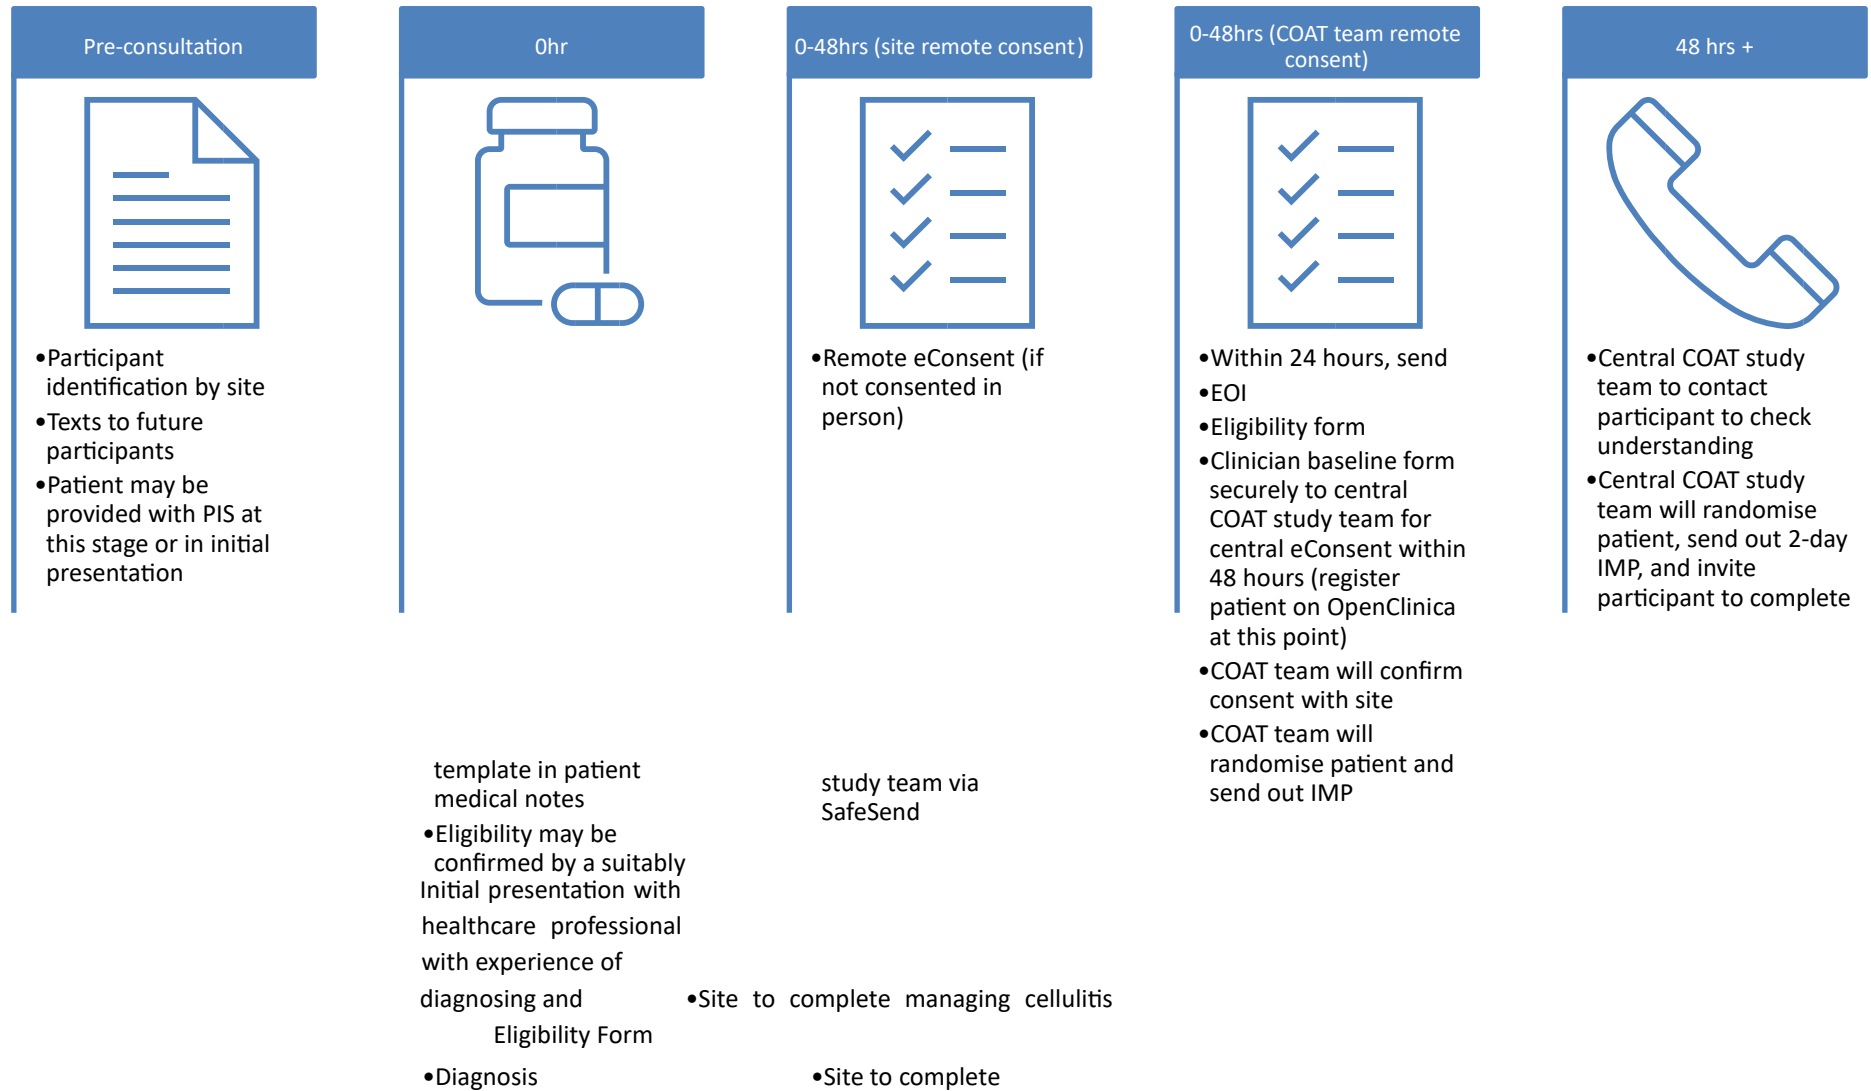 Pre-consultation
•Participant
identification by site
•Texts to future
participants
•Patient may be
provided with PIS at
this stage or in initial
presentation
0hr
0-48hrs (site remote consent)
•Remote eConsent (if
not consented in
person)
0-48hrs (COAT team remote
consent)
•Within 24 hours, send
•EOI
•Eligibility form
•Clinician baseline form
securely to central
COAT study team for
central eConsent within
48 hours (register
patient on OpenClinica
at this point)
•COAT team will confirm
consent with site
•COAT team will
randomise patient and
send out IMP
48 hrs +
•Central COAT study
team to contact
participant to check
understanding
•Central COAT study
team will randomise
patient, send out 2-day
IMP, and invite
participant to complete
template in patient
medical notes
•Eligibility may be
confirmed by a suitably
study team via
SafeSend
Initial presentation with
healthcare professional
with experience of
diagnosing and •Site to complete managing cellulitis
Eligibility Form
•Diagnosis •Site to complete